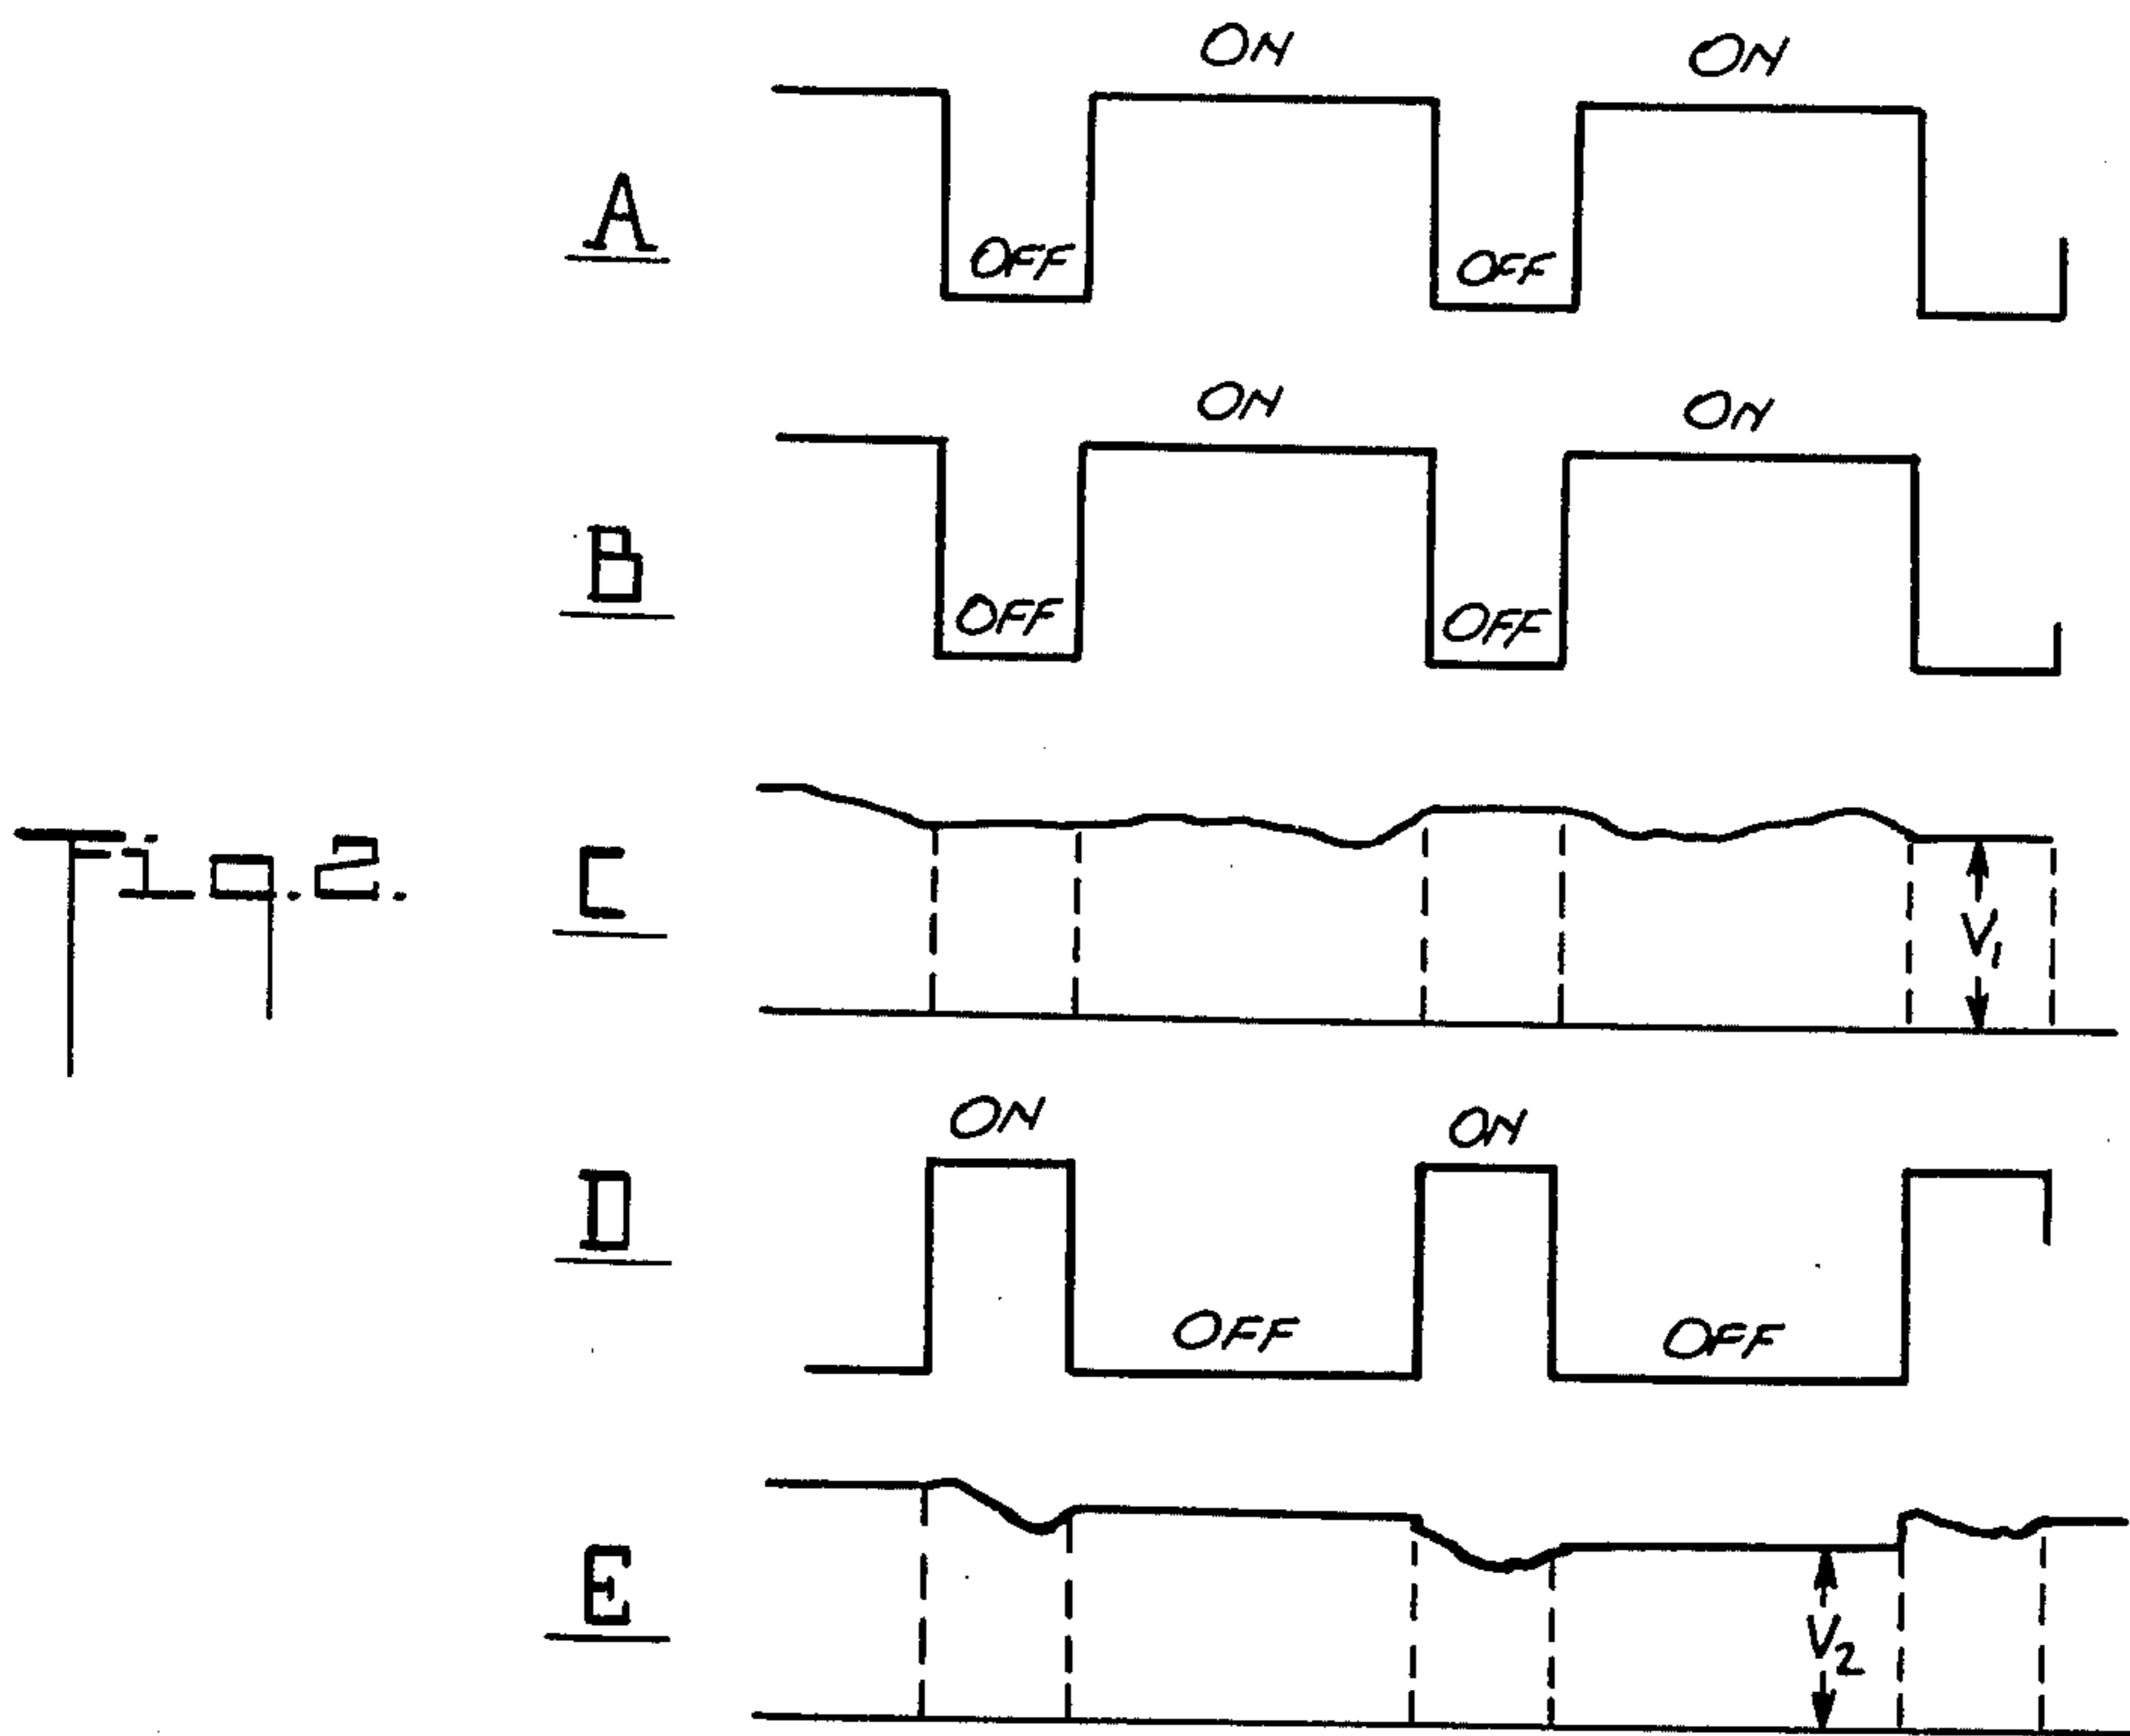 ON ON
A
OFF OFF
ON ON
B
OFF OFF
Fig. 2.
C
V1
ON ON
D
OFF OFF
E
V2